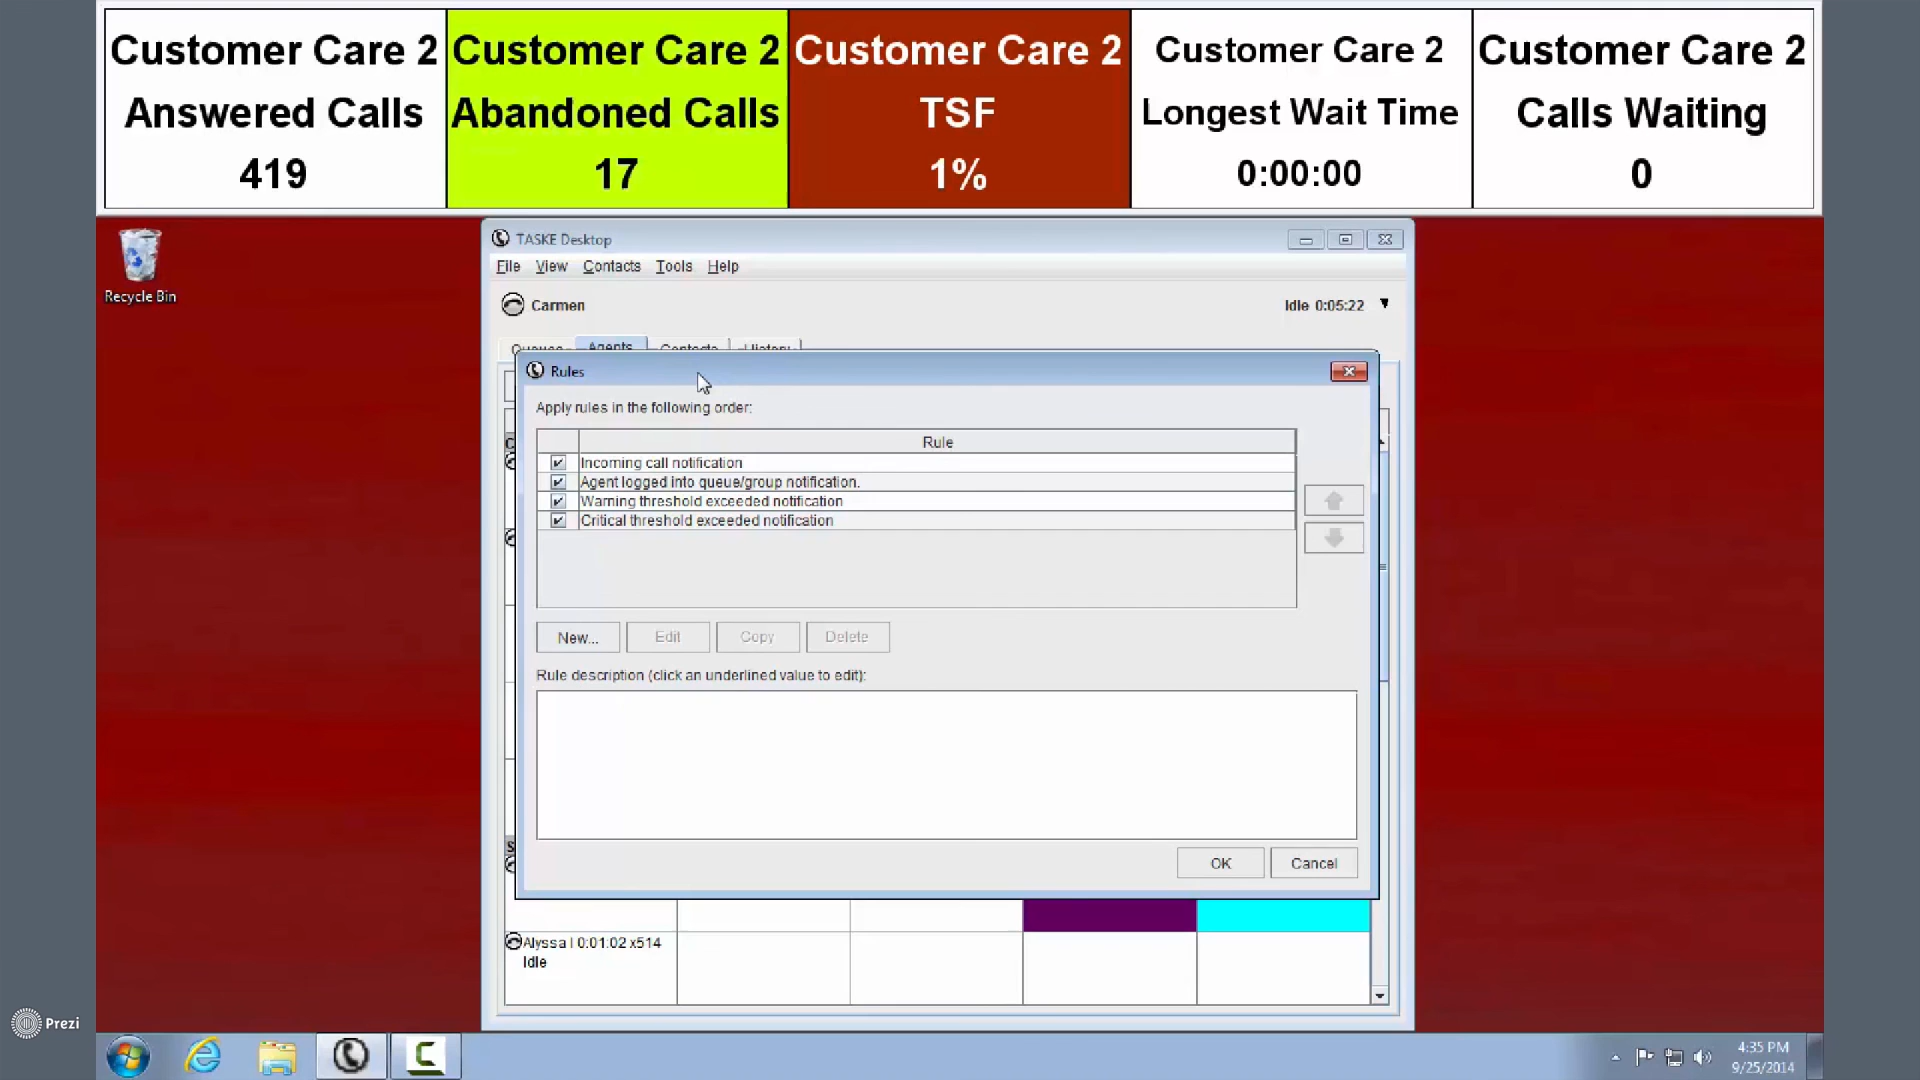 Customer Care 2
Answered Calls
419
Customer Care 2
Abandoned Calls
17
Customer Care 2
TSF
1%
Customer Care 2
Longest Wait Time
0:00:00
Customer Care 2
Calls Waiting
0
Recycle Bin
TASKE Desktop
File View Contacts Tools Help
Carmen
Idle 0:05:22
Queues Agents Contacts History
Rules
Apply rules in the following order:
Rule
Incoming call notification
Agent logged into queue/group notification.
Warning threshold exceeded notification
Critical threshold exceeded notification
New... Edit Copy Delete
Rule description (click an underlined value to edit):
OK Cancel
Alyssa I 0:01:02 x514
Idle
Prezi
4:35 PM
9/25/2014